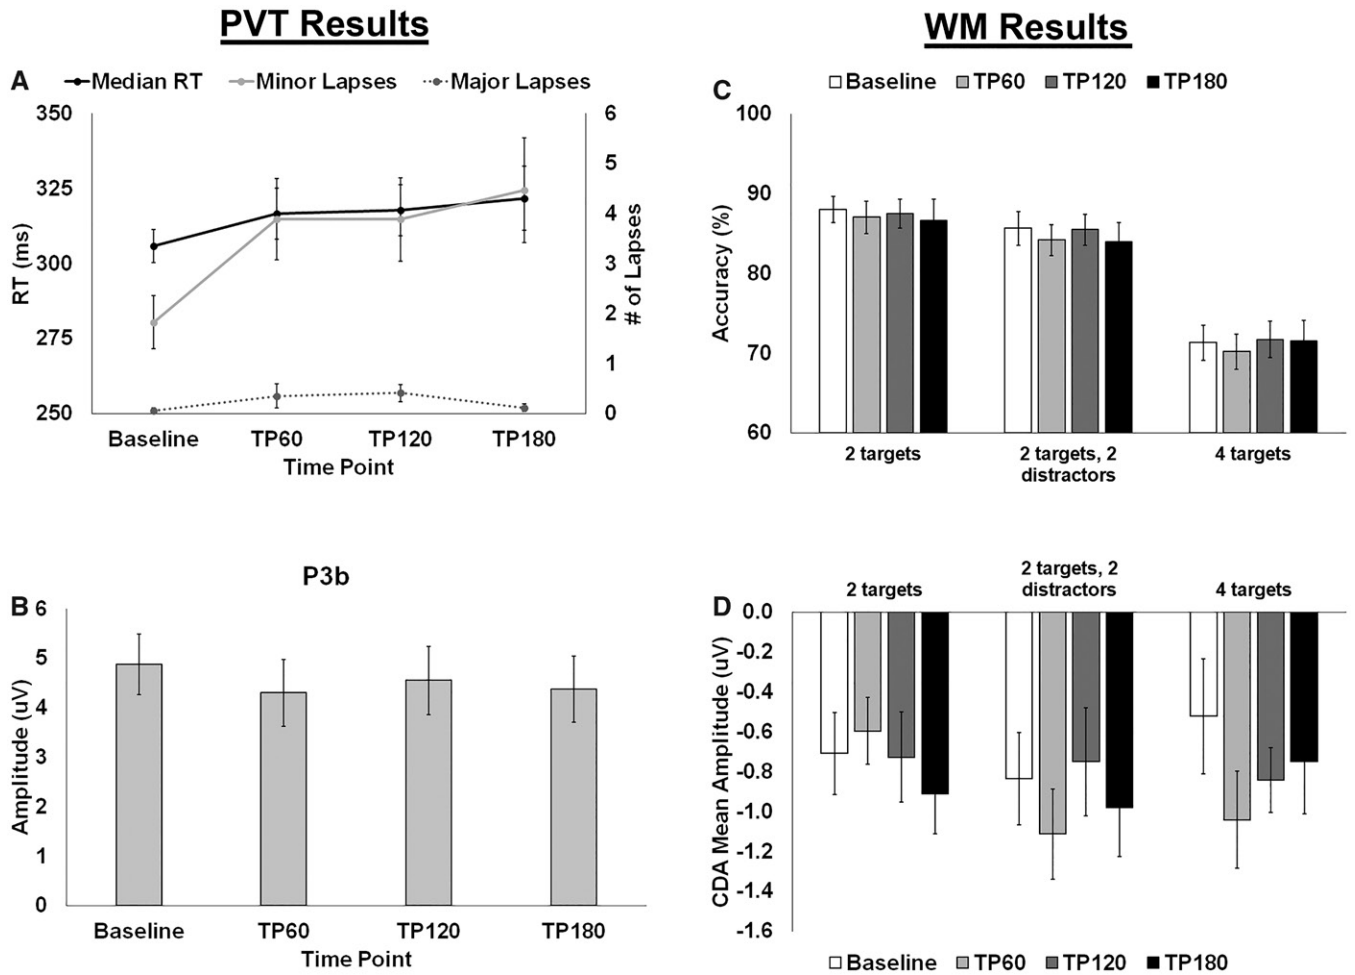 PVT Results
WM Results
A
Median RT
Minor Lapses
Major Lapses
350
325
300
275
250
RT (ms)
6
5
4
3
2
1
0
# of Lapses
Baseline
TP60
TP120
TP180
Time Point
C
Baseline
TP60
TP120
TP180
100
90
80
70
60
Accuracy (%)
2 targets
2 targets, 2
distractors
4 targets
P3b
B
6
5
4
3
2
1
0
Amplitude (uV)
Baseline
TP60
TP120
TP180
Time Point
D
2 targets
2 targets, 2
distractors
4 targets
0.0
-0.2
-0.4
-0.6
-0.8
-1.0
-1.2
-1.4
-1.6
CDA Mean Amplitude (uV)
Baseline
TP60
TP120
TP180